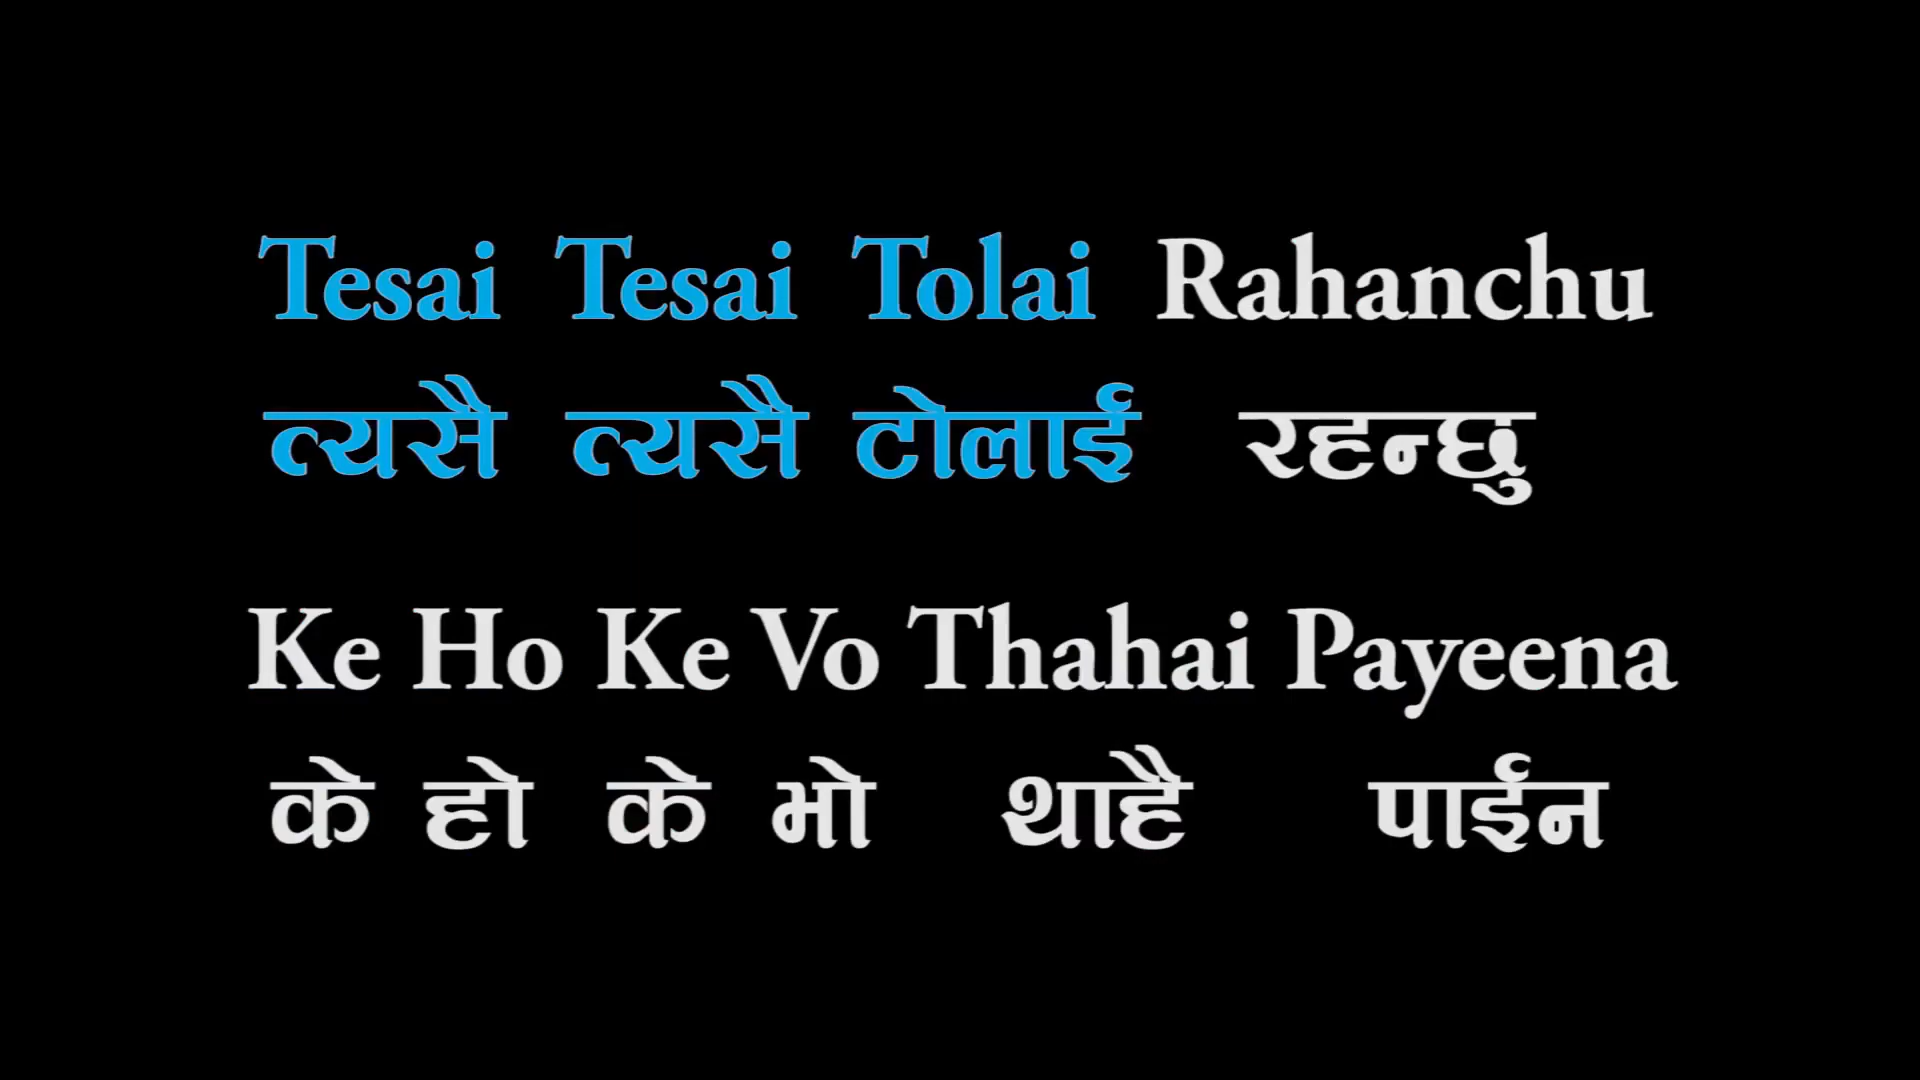 Tesai Tesai Tolai Rahanchu
त्यसै त्यसै टोलाई रहन्छु
Ke Ho Ke Vo Thahai Payeena
के हो के भो थाहै पाईन